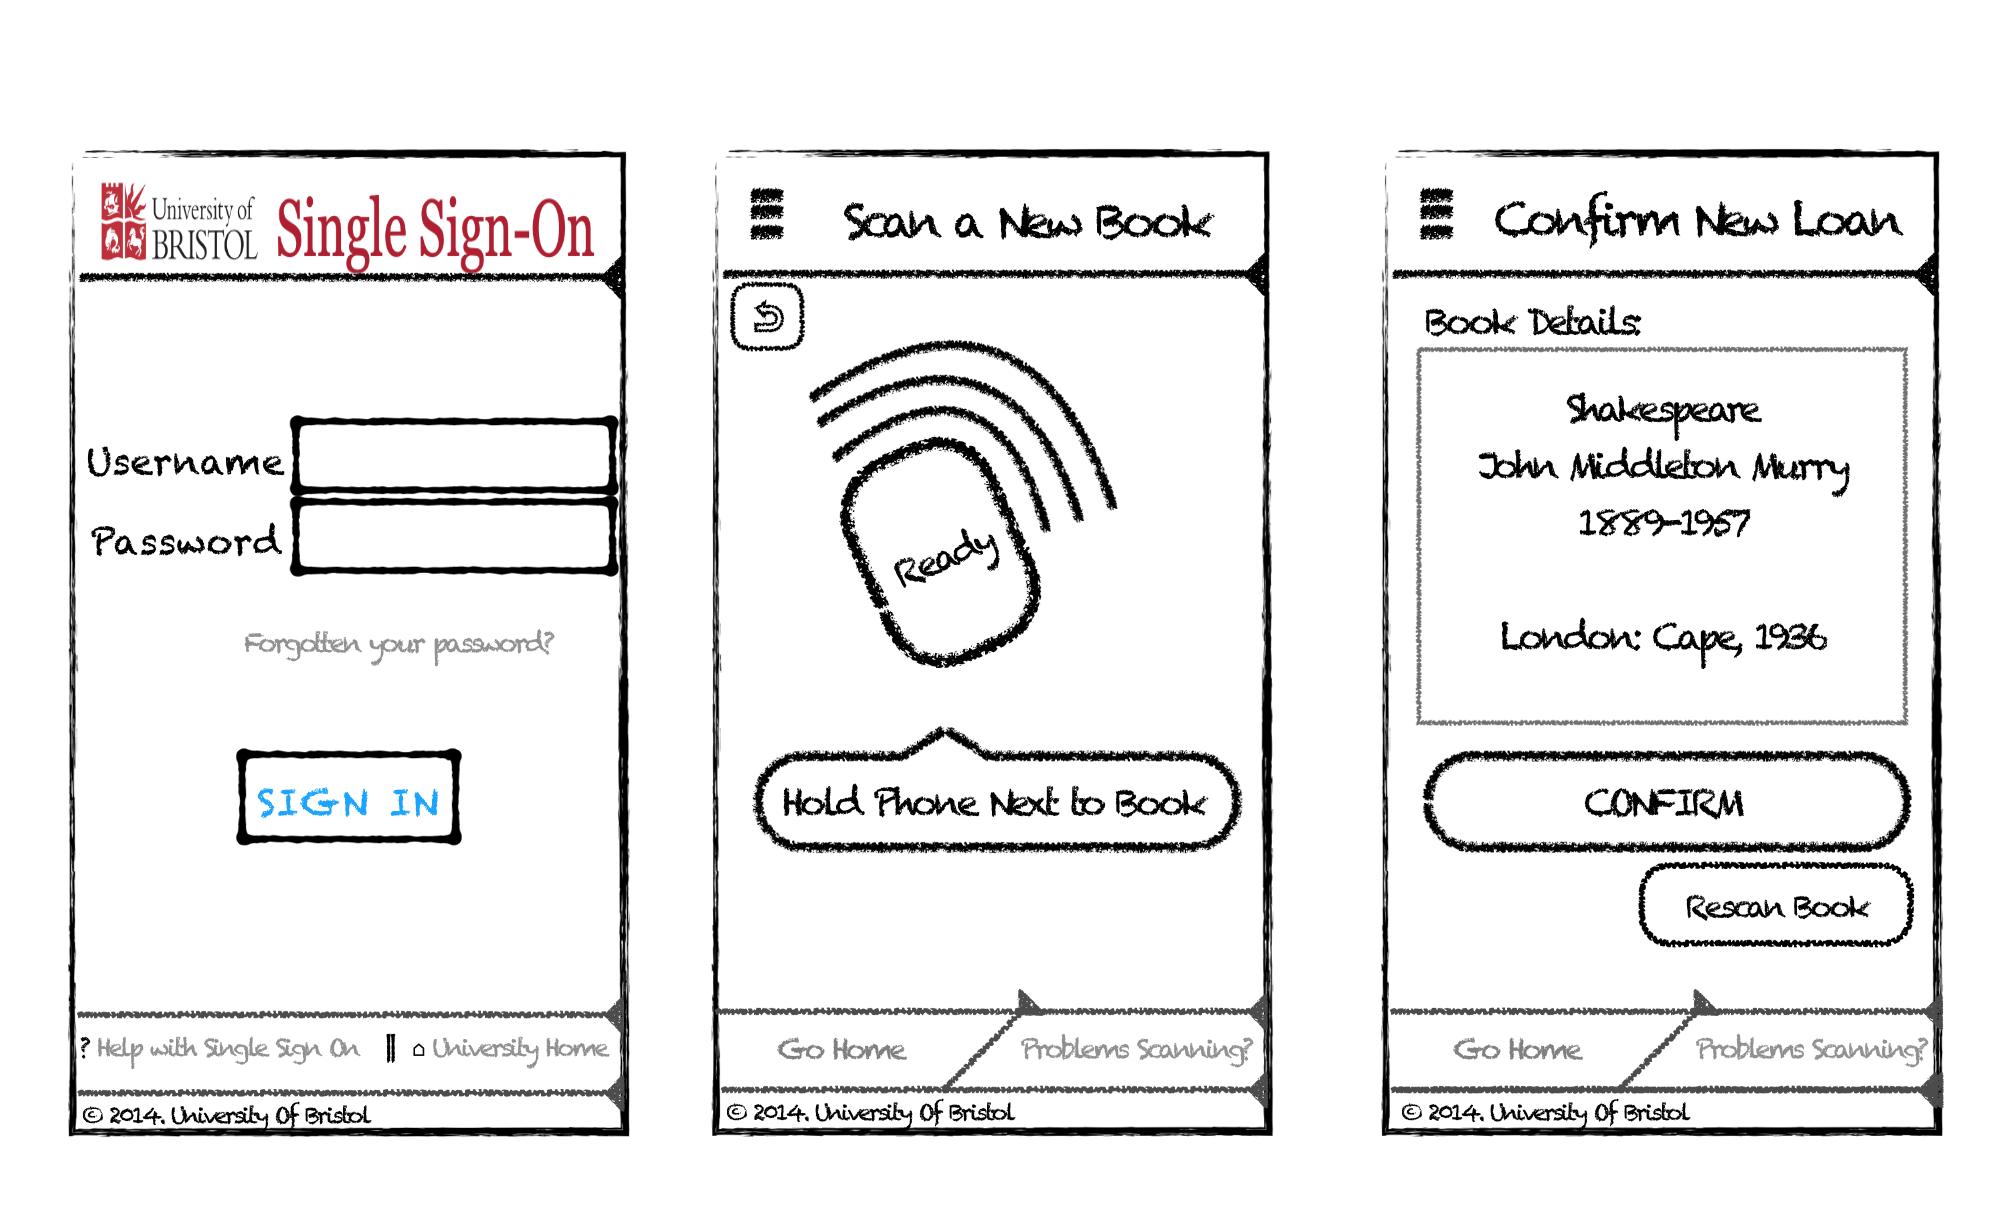 University of
BRISTOL
Single Sign-On
Username
Password
Forgotten your password?
SIGN IN
? Help with Single Sign On || ⌂ University Home
© 2014. University Of Bristol
Scan a New Book
Ready
Hold Phone Next to Book
Go Home
Problems Scanning?
© 2014. University Of Bristol
Confirm New Loan
Book Details:
Shakespeare
John Middleton Murry
1889-1957
London: Cape, 1936
CONFIRM
Rescan Book
Go Home
Problems Scanning?
© 2014. University Of Bristol